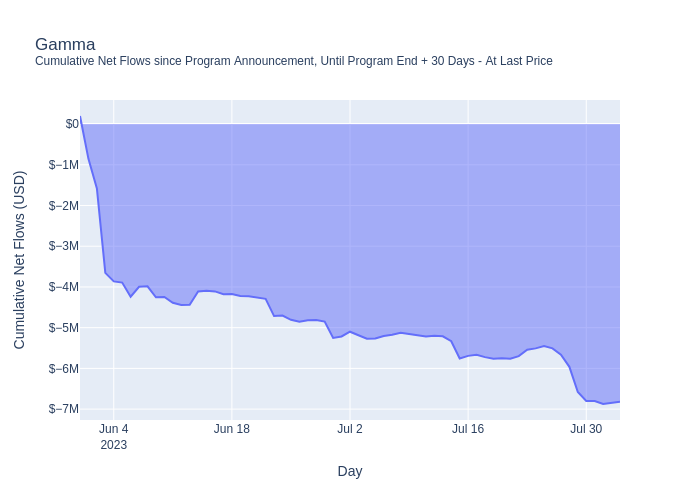 Gamma
Cumulative Net Flows since Program Announcement, Until Program End + 30 Days - At Last Price
Cumulative Net Flows (USD)
$0
$−1M
$−2M
$−3M
$−4M
$−5M
$−6M
$−7M
Jun 4
2023
Jun 18
Jul 2
Jul 16
Jul 30
Day